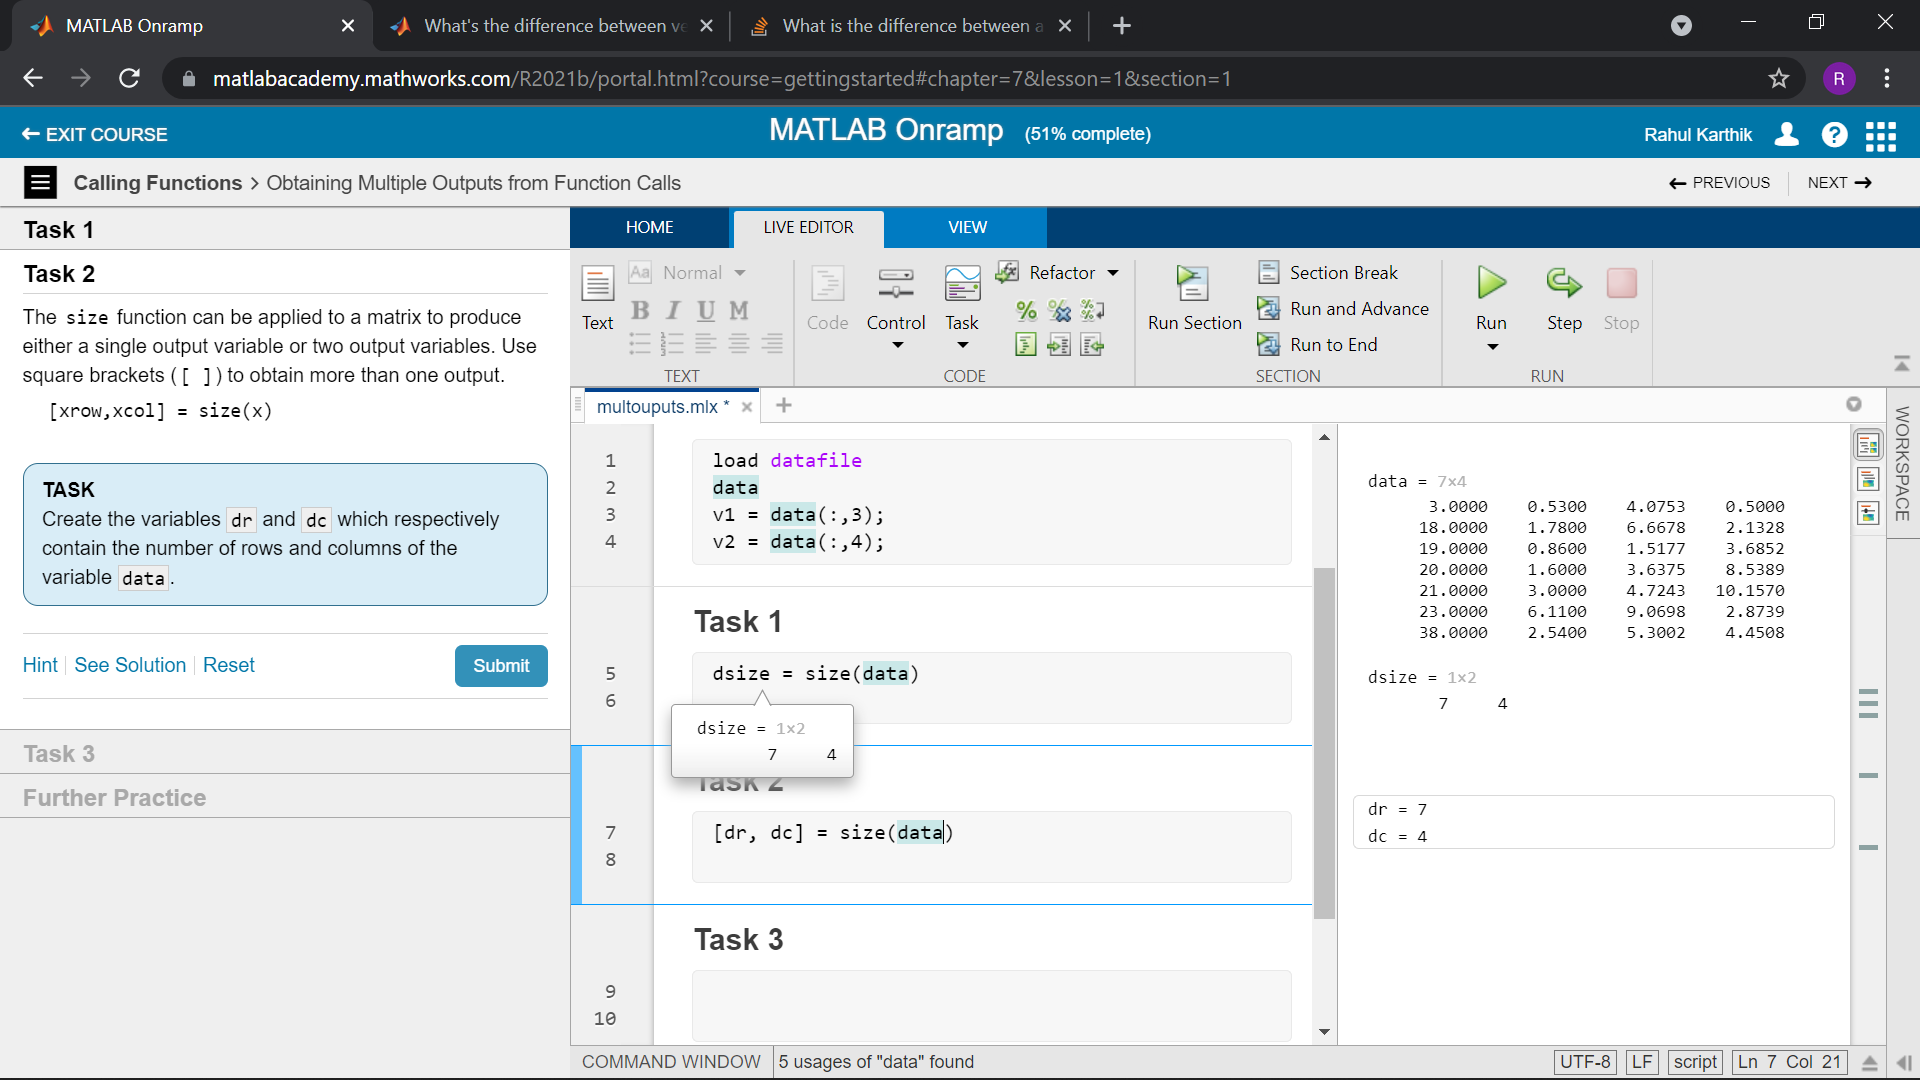 MATLAB Onramp
What's the difference between ve
What is the difference between a
matlabacademy.mathworks.com/R2021b/portal.html?course=gettingstarted#chapter=7&lesson=1&section=1
R
EXIT COURSE
MATLAB Onramp (51% complete)
Rahul Karthik
Calling Functions > Obtaining Multiple Outputs from Function Calls
PREVIOUS
NEXT
Task 1
Task 2
The size function can be applied to a matrix to produce
either a single output variable or two output variables. Use
square brackets ([ ]) to obtain more than one output.
[xrow,xcol] = size(x)
TASK
Create the variables dr and dc which respectively
contain the number of rows and columns of the
variable data.
Hint
See Solution
Reset
Submit
Task 3
Further Practice
HOME
LIVE EDITOR
VIEW
Text
Aa Normal
B I U M
TEXT
Code
Control
Task
Refactor
CODE
Run Section
Section Break
Run and Advance
Run to End
SECTION
Run
Step
Stop
RUN
multouputs.mlx *
WORKSPACE
1 load datafile
2 data
3 v1 = data(:,3);
4 v2 = data(:,4);
Task 1
5 dsize = size(data)
6
dsize = 1×2
7 4
Task 2
7 [dr, dc] = size(data)
8
Task 3
9
10
data = 7×4
3.0000 0.5300 4.0753 0.5000
18.0000 1.7800 6.6678 2.1328
19.0000 0.8600 1.5177 3.6852
20.0000 1.6000 3.6375 8.5389
21.0000 3.0000 4.7243 10.1570
23.0000 6.1100 9.0698 2.8739
38.0000 2.5400 5.3002 4.4508
dsize = 1×2
7 4
dr = 7
dc = 4
COMMAND WINDOW
5 usages of "data" found
UTF-8
LF
script
Ln 7 Col 21